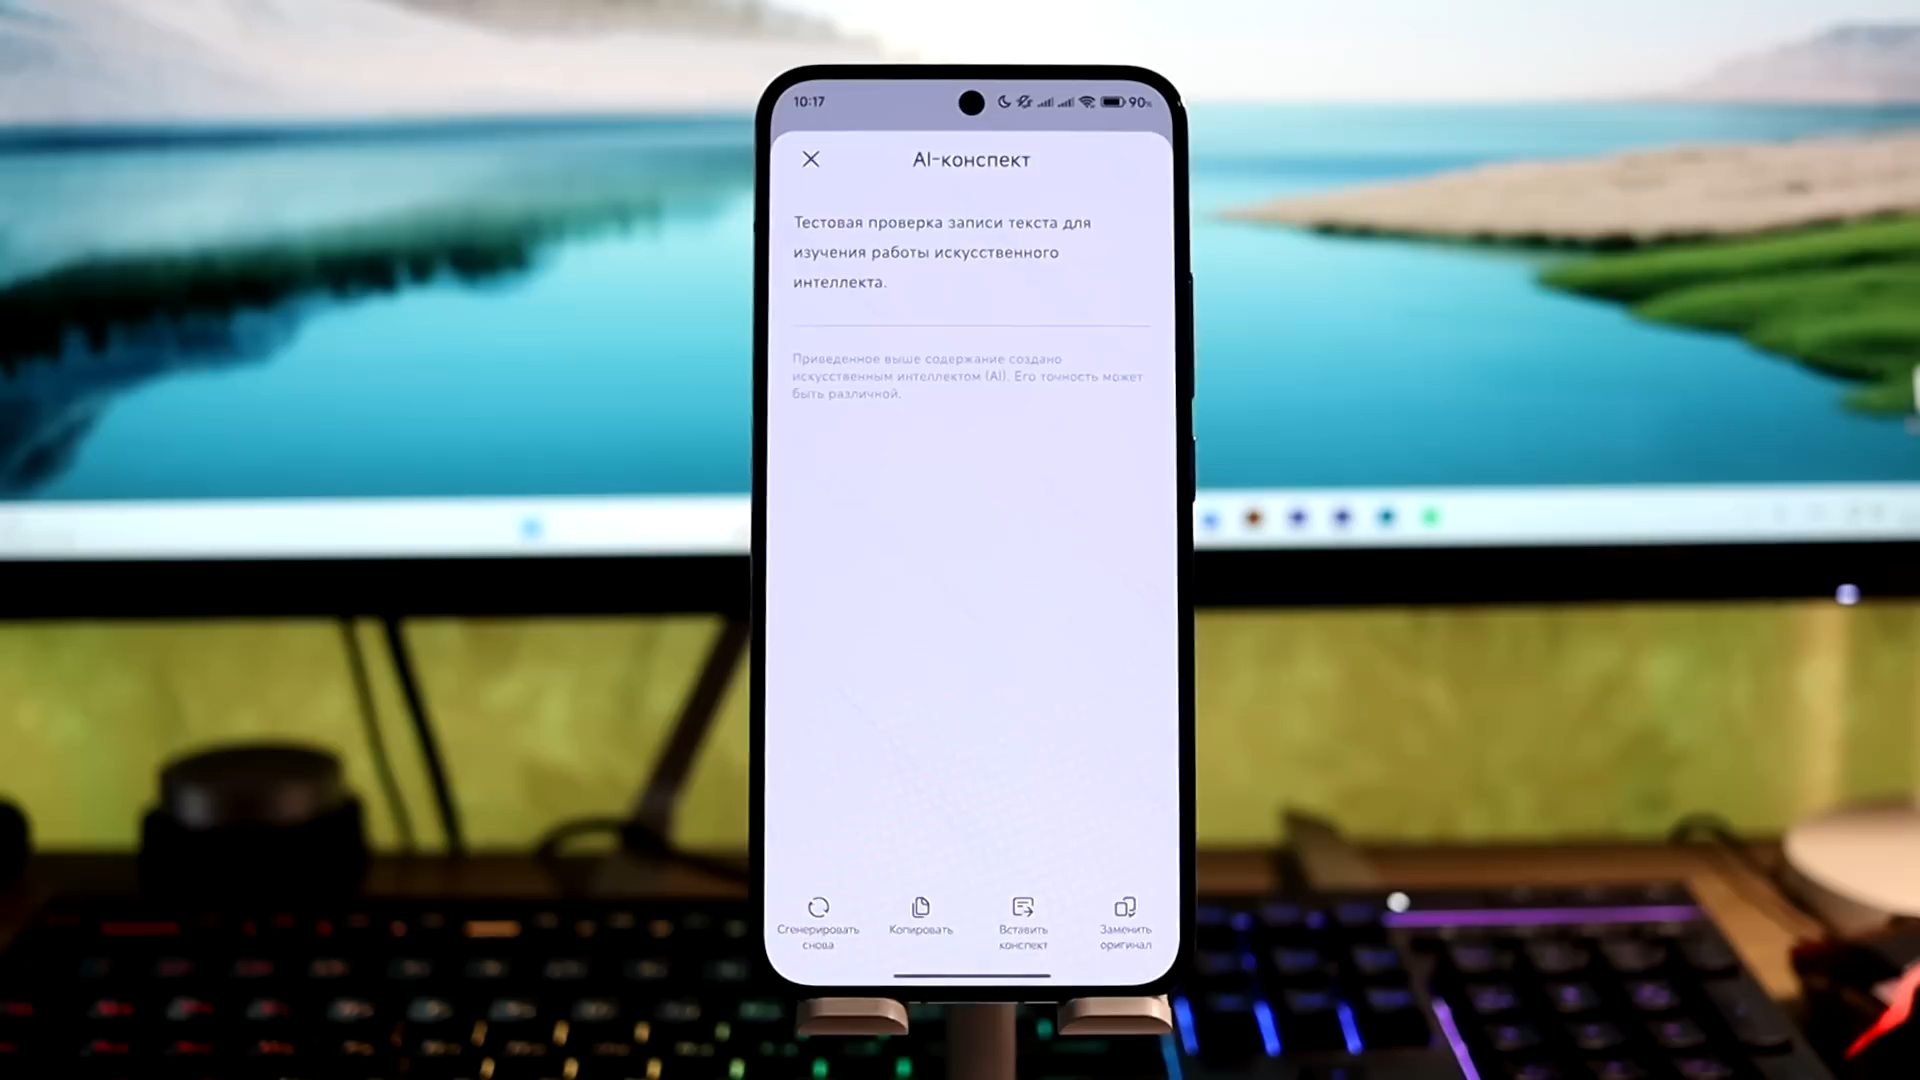 10:17
90%
AI-конспект
Тестовая проверка записи текста для
изучения работы искусственного
интеллекта.
Приведенное выше содержание создано
искусственным интеллектом (AI). Его точность может
быть различной.
Сгенерировать
снова
Копировать
Вставить
конспект
Заменить
оригинал